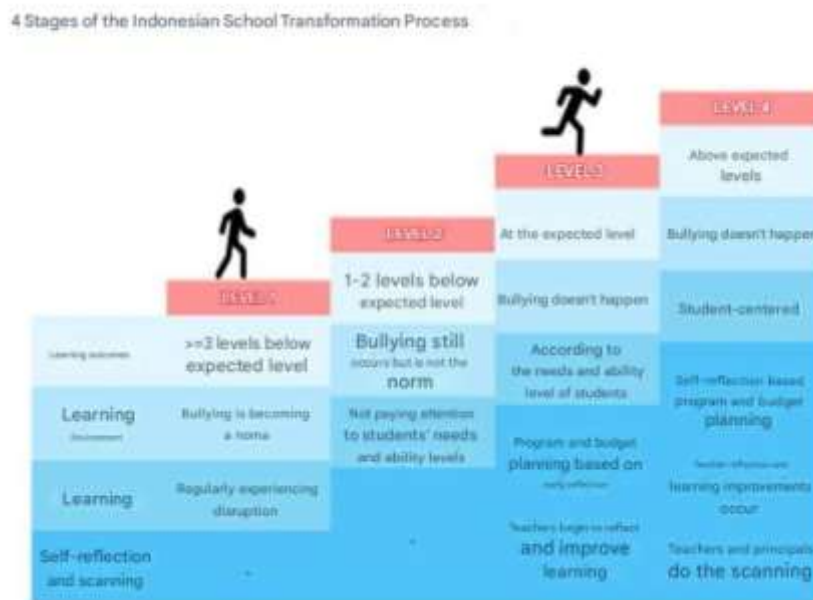 4 Stages of the Indonesian School Transformation Process
LEVEL 1
LEVEL 2
LEVEL 3
LEVEL 4
Learning outcomes
>=3 levels below
expected level
1-2 levels below
expected level
At the expected level
Above expected
levels
Learning
Environment
Bullying is becoming
a noma
Bullying still
occurs but is not the
norm
Bullying doesn't happen
Bullying doesn't happen
Learning
Regularly experiencing
disruption
Not paying attention
to students' needs
and ability levels
According to
the needs and ability
level of students
Student-centered
Self-reflection
and scanning
Program and budget
planning based on
Teachers begin to reflect
and improve
learning
Self-reflection based
program and budget
planning
learning improvements
occur
Teachers and principals
do the scanning